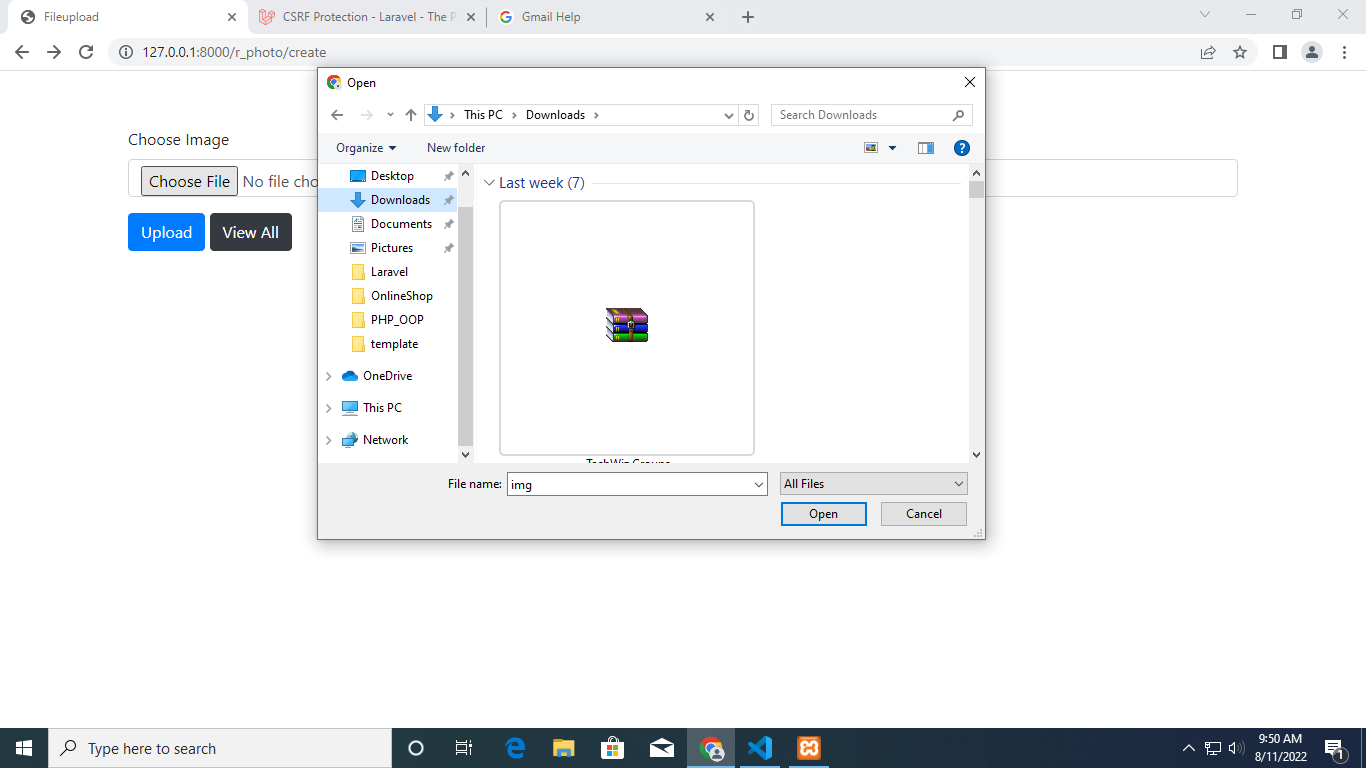 Fileupload
CSRF Protection - Laravel - The P
Gmail Help
127.0.0.1:8000/r_photo/create
Open
This PC
Downloads
Search Downloads
Organize
New folder
Choose Image
Choose File
No file cho
Upload
View All
Desktop
Downloads
Documents
Pictures
Laravel
OnlineShop
PHP_OOP
template
OneDrive
This PC
Network
Last week (7)
File name:
img
All Files
Open
Cancel
Type here to search
9:50 AM
8/11/2022
1